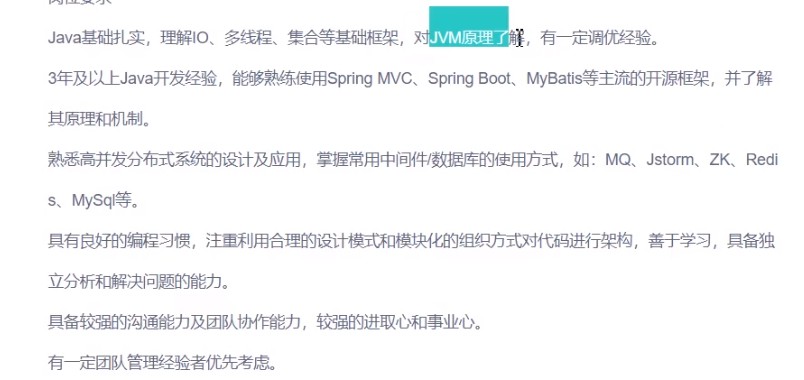 岗位要求
Java基础扎实，理解IO、多线程、集合等基础框架，对JVM原理了解，有一定调优经验。
3年及以上Java开发经验，能够熟练使用Spring MVC、Spring Boot、MyBatis等主流的开源框架，并了解
其原理和机制。
熟悉高并发分布式系统的设计及应用，掌握常用中间件/数据库的使用方式，如：MQ、Jstorm、ZK、Redi
s、MySql等。
具有良好的编程习惯，注重利用合理的设计模式和模块化的组织方式对代码进行架构，善于学习，具备独
立分析和解决问题的能力。
具备较强的沟通能力及团队协作能力，较强的进取心和事业心。
有一定团队管理经验者优先考虑。